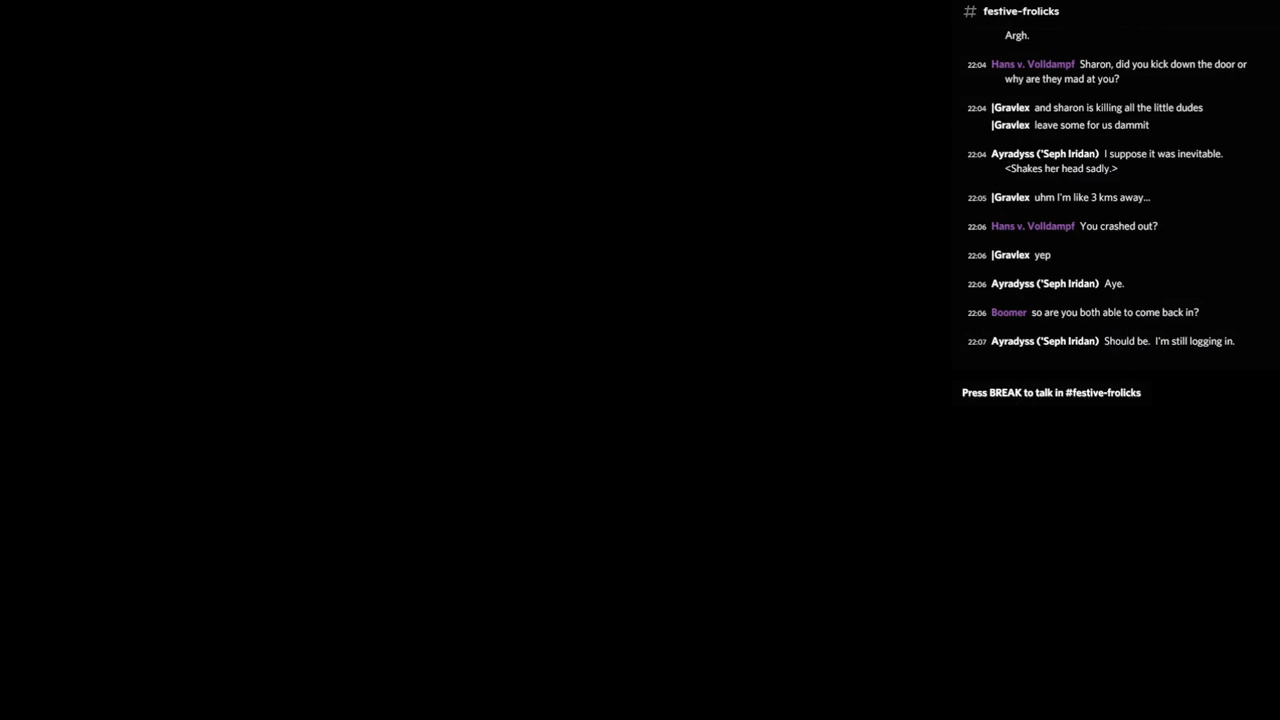 # festive-frolicks
Argh.
22:04 Hans v. Volldampf Sharon, did you kick down the door or
why are they mad at you?
22:04 |Gravlex and sharon is killing all the little dudes
|Gravlex leave some for us dammit
22:04 Ayradyss ('Seph Iridan) I suppose it was inevitable.
<Shakes her head sadly.>
22:05 |Gravlex uhm I'm like 3 kms away...
22:06 Hans v. Volldampf You crashed out?
22:06 |Gravlex yep
22:06 Ayradyss ('Seph Iridan) Aye.
22:06 Boomer so are you both able to come back in?
22:07 Ayradyss ('Seph Iridan) Should be. I'm still logging in.
Press BREAK to talk in #festive-frolicks